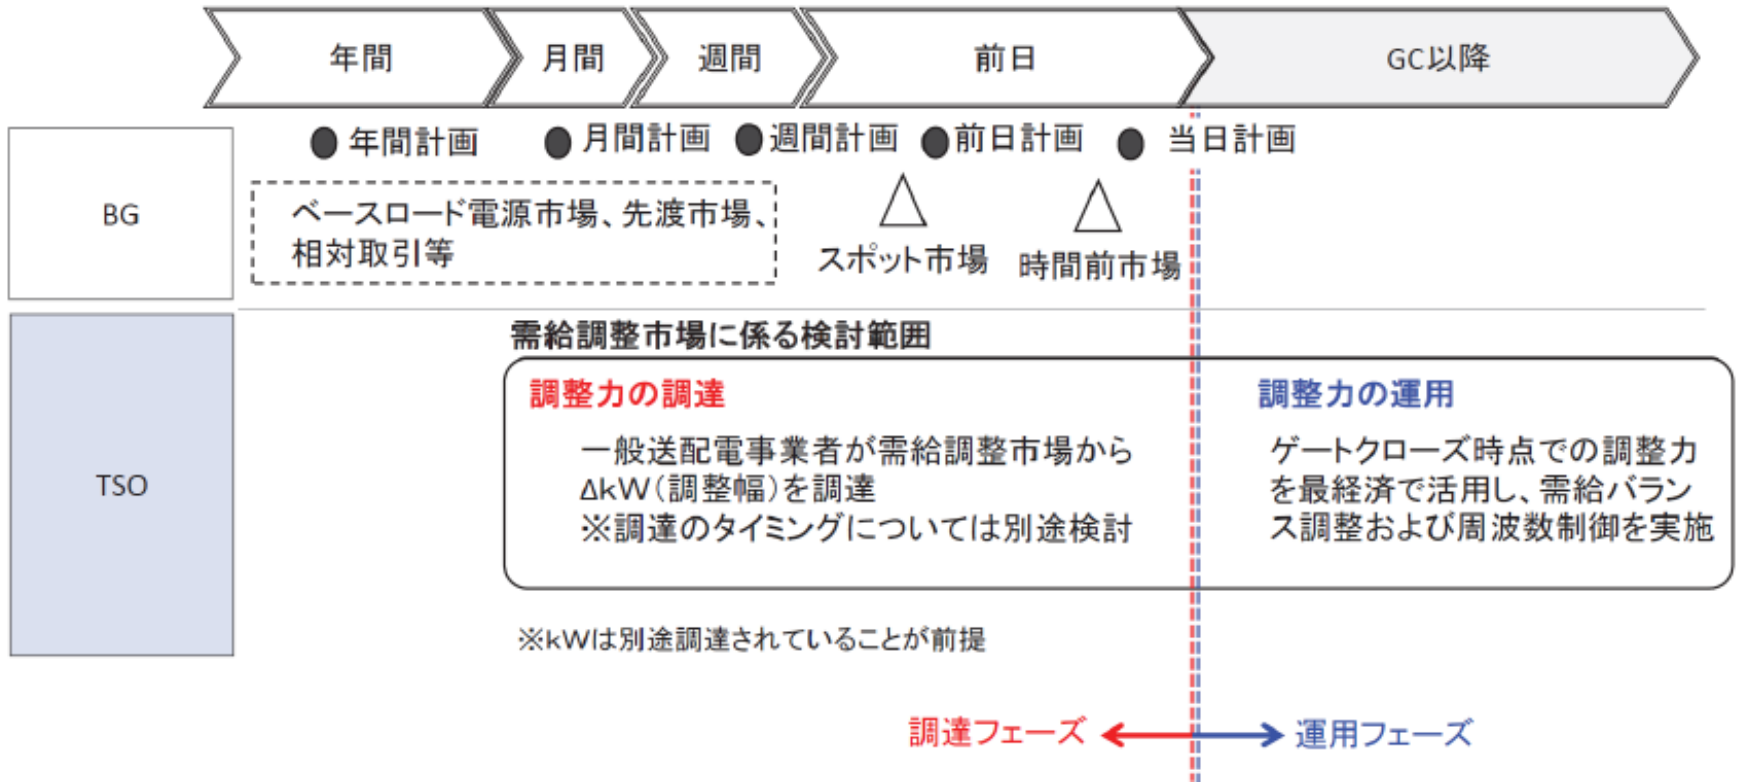 年間
月間
週間
前日
GC以降
BG
年間計画
月間計画
週間計画
前日計画
当日計画
ベースロード電源市場、先渡市場、
相対取引等
スポット市場
時間前市場
TSO
需給調整市場に係る検討範囲
調整力の調達
一般送配電事業者が需給調整市場から
ΔkW(調整幅)を調達
※調達のタイミングについては別途検討
調整力の運用
ゲートクローズ時点での調整力
を最経済で活用し、需給バラン
ス調整および周波数制御を実施
※kWは別途調達されていることが前提
調達フェーズ
運用フェーズ